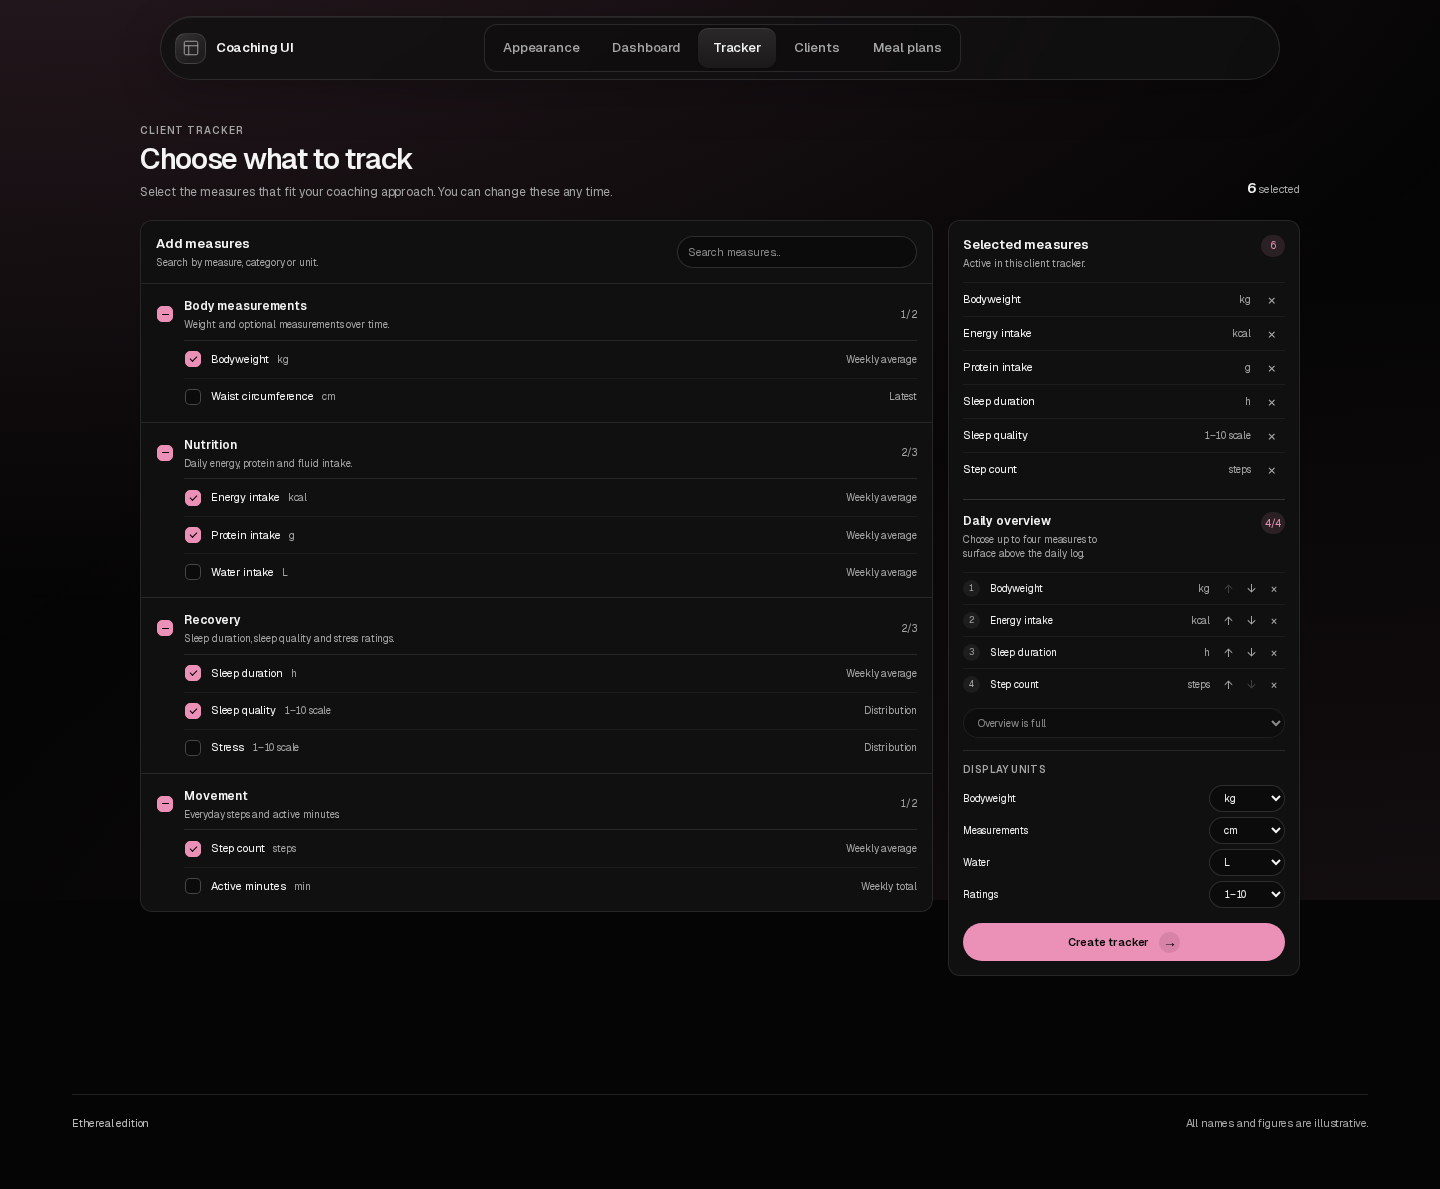 Coaching UI
Appearance
Dashboard
Tracker
Clients
Meal plans
CLIENT TRACKER
Choose what to track
Select the measures that fit your coaching approach. You can change these any time.
6 selected
Add measures
Search by measure, category or unit.
Search measures...
Body measurements
Weight and optional measurements over time.
1/2
Bodyweight kg Weekly average
Waist circumference cm Latest
Nutrition
Daily energy, protein and fluid intake.
2/3
Energy intake kcal Weekly average
Protein intake g Weekly average
Water intake L Weekly average
Recovery
Sleep duration, sleep quality and stress ratings.
2/3
Sleep duration h Weekly average
Sleep quality 1–10 scale Distribution
Stress 1–10 scale Distribution
Movement
Everyday steps and active minutes.
1/2
Step count steps Weekly average
Active minutes min Weekly total
Selected measures
6
Active in this client tracker.
Bodyweight kg ×
Energy intake kcal ×
Protein intake g ×
Sleep duration h ×
Sleep quality 1–10 scale ×
Step count steps ×
Daily overview
4/4
Choose up to four measures to
surface above the daily log.
1 Bodyweight kg ↑ ↓ ×
2 Energy intake kcal ↑ ↓ ×
3 Sleep duration h ↑ ↓ ×
4 Step count steps ↑ ↓ ×
Overview is full
DISPLAY UNITS
Bodyweight kg
Measurements cm
Water L
Ratings 1–10
Create tracker →
Ethereal edition
All names and figures are illustrative.